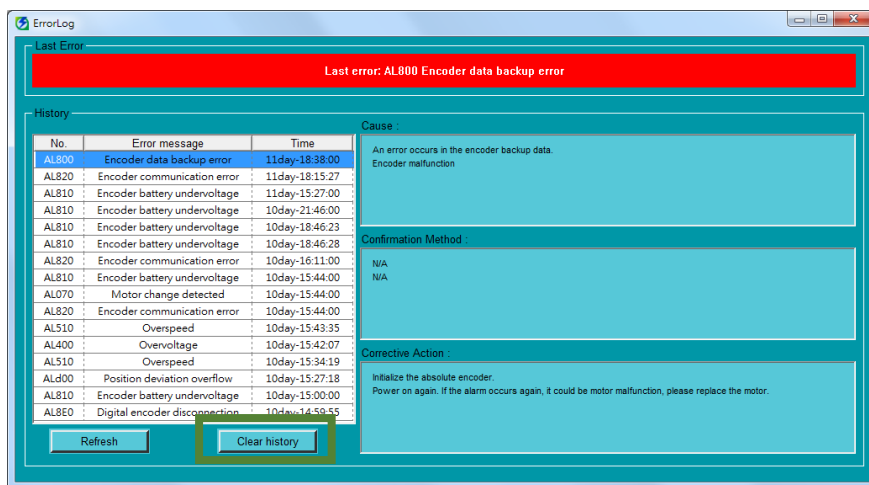 ErrorLog
Last Error
Last error: AL800 Encoder data backup error
History
No. Error message Time
AL800 Encoder data backup error 11day-18:38:00
AL820 Encoder communication error 11day-18:15:27
AL810 Encoder battery undervoltage 11day-15:27:00
AL810 Encoder battery undervoltage 10day-21:46:00
AL810 Encoder battery undervoltage 10day-18:46:23
AL810 Encoder battery undervoltage 10day-18:46:28
AL820 Encoder communication error 10day-16:11:00
AL810 Encoder battery undervoltage 10day-15:44:00
AL070 Motor change detected 10day-15:44:00
AL820 Encoder communication error 10day-15:44:00
AL510 Overspeed 10day-15:43:35
AL400 Overvoltage 10day-15:42:07
AL510 Overspeed 10day-15:34:19
ALd00 Position deviation overflow 10day-15:27:18
AL810 Encoder battery undervoltage 10day-15:00:00
AL8E0 Digital encoder disconnection 10day-14:59:55
Refresh Clear history
Cause :
An error occurs in the encoder backup data.
Encoder malfunction
Confirmation Method :
N/A
N/A
Corrective Action :
Initialize the absolute encoder.
Power on again. If the alarm occurs again, it could be motor malfunction, please replace the motor.